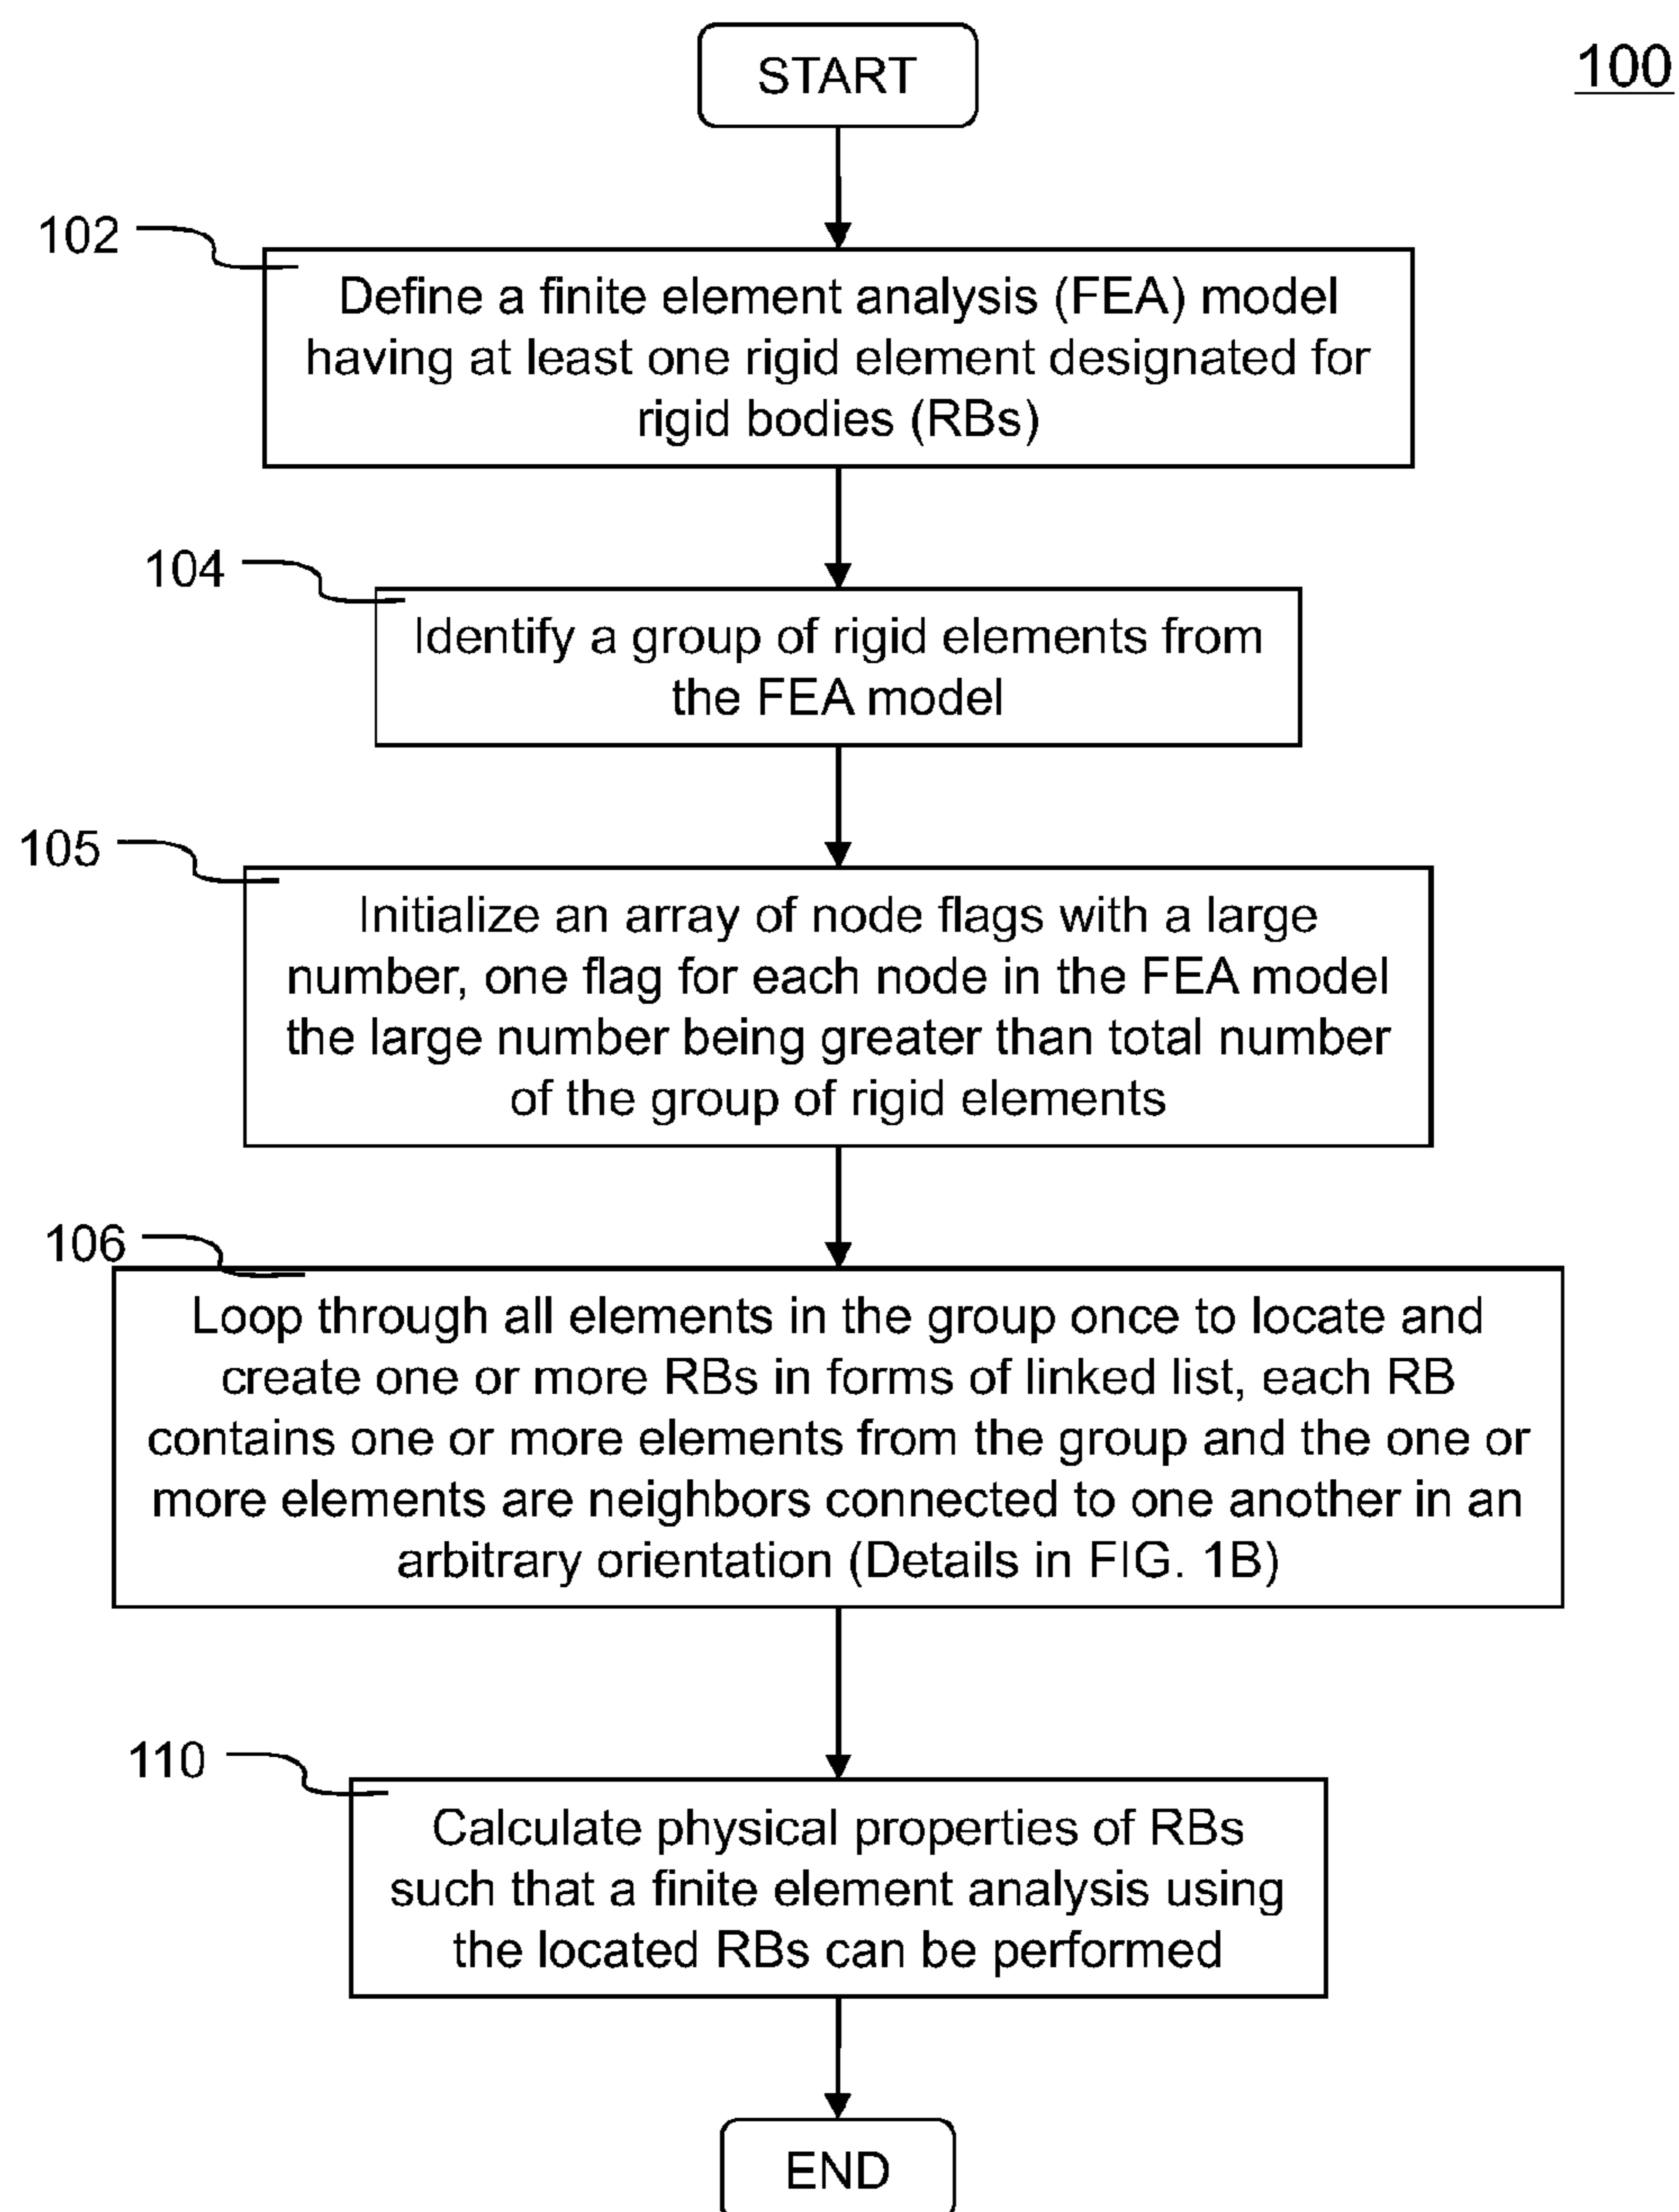 START
100
102
Define a finite element analysis (FEA) model
having at least one rigid element designated for
rigid bodies (RBs)
104
Identify a group of rigid elements from
the FEA model
105
Initialize an array of node flags with a large
number, one flag for each node in the FEA model
the large number being greater than total number
of the group of rigid elements
106
Loop through all elements in the group once to locate and
create one or more RBs in forms of linked list, each RB
contains one or more elements from the group and the one or
more elements are neighbors connected to one another in an
arbitrary orientation (Details in FIG. 1B)
110
Calculate physical properties of RBs
such that a finite element analysis using
the located RBs can be performed
END